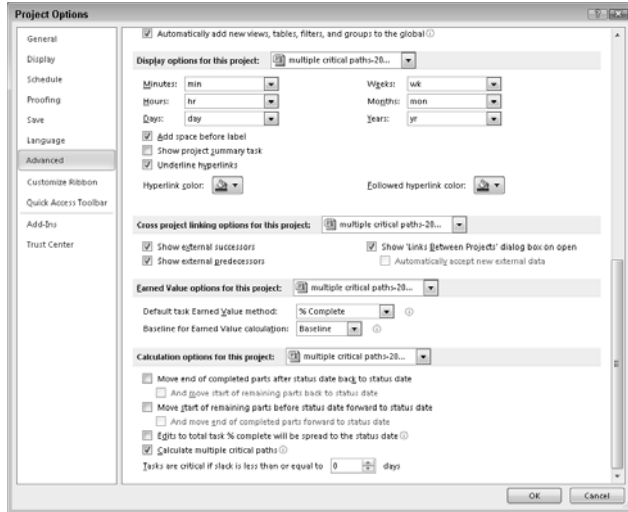 Project Options
General
Display
Schedule
Proofing
Save
Language
Advanced
Customize Ribbon
Quick Access Toolbar
Add-Ins
Trust Center
Automatically add new views, tables, filters, and groups to the global
Display options for this project: multiple critical paths-20...
Minutes: min Weeks: wk
Hours: hr Months: mon
Days: day Years: yr
Add space before label
Show project summary task
Underline hyperlinks
Hyperlink color: Followed hyperlink color:
Cross project linking options for this project: multiple critical paths-20...
Show external successors Show 'Links Between Projects' dialog box on open
Show external predecessors Automatically accept new external data
Earned Value options for this project: multiple critical paths-20...
Default task Earned Value method: % Complete
Baseline for Earned Value calculation: Baseline
Calculation options for this project: multiple critical paths-20...
Move end of completed parts after status date back to status date
And move start of remaining parts back to status date
Move start of remaining parts before status date forward to status date
And move end of completed parts forward to status date
Edits to total task % complete will be spread to the status date
Calculate multiple critical paths
Tasks are critical if slack is less than or equal to 0 days
OK Cancel